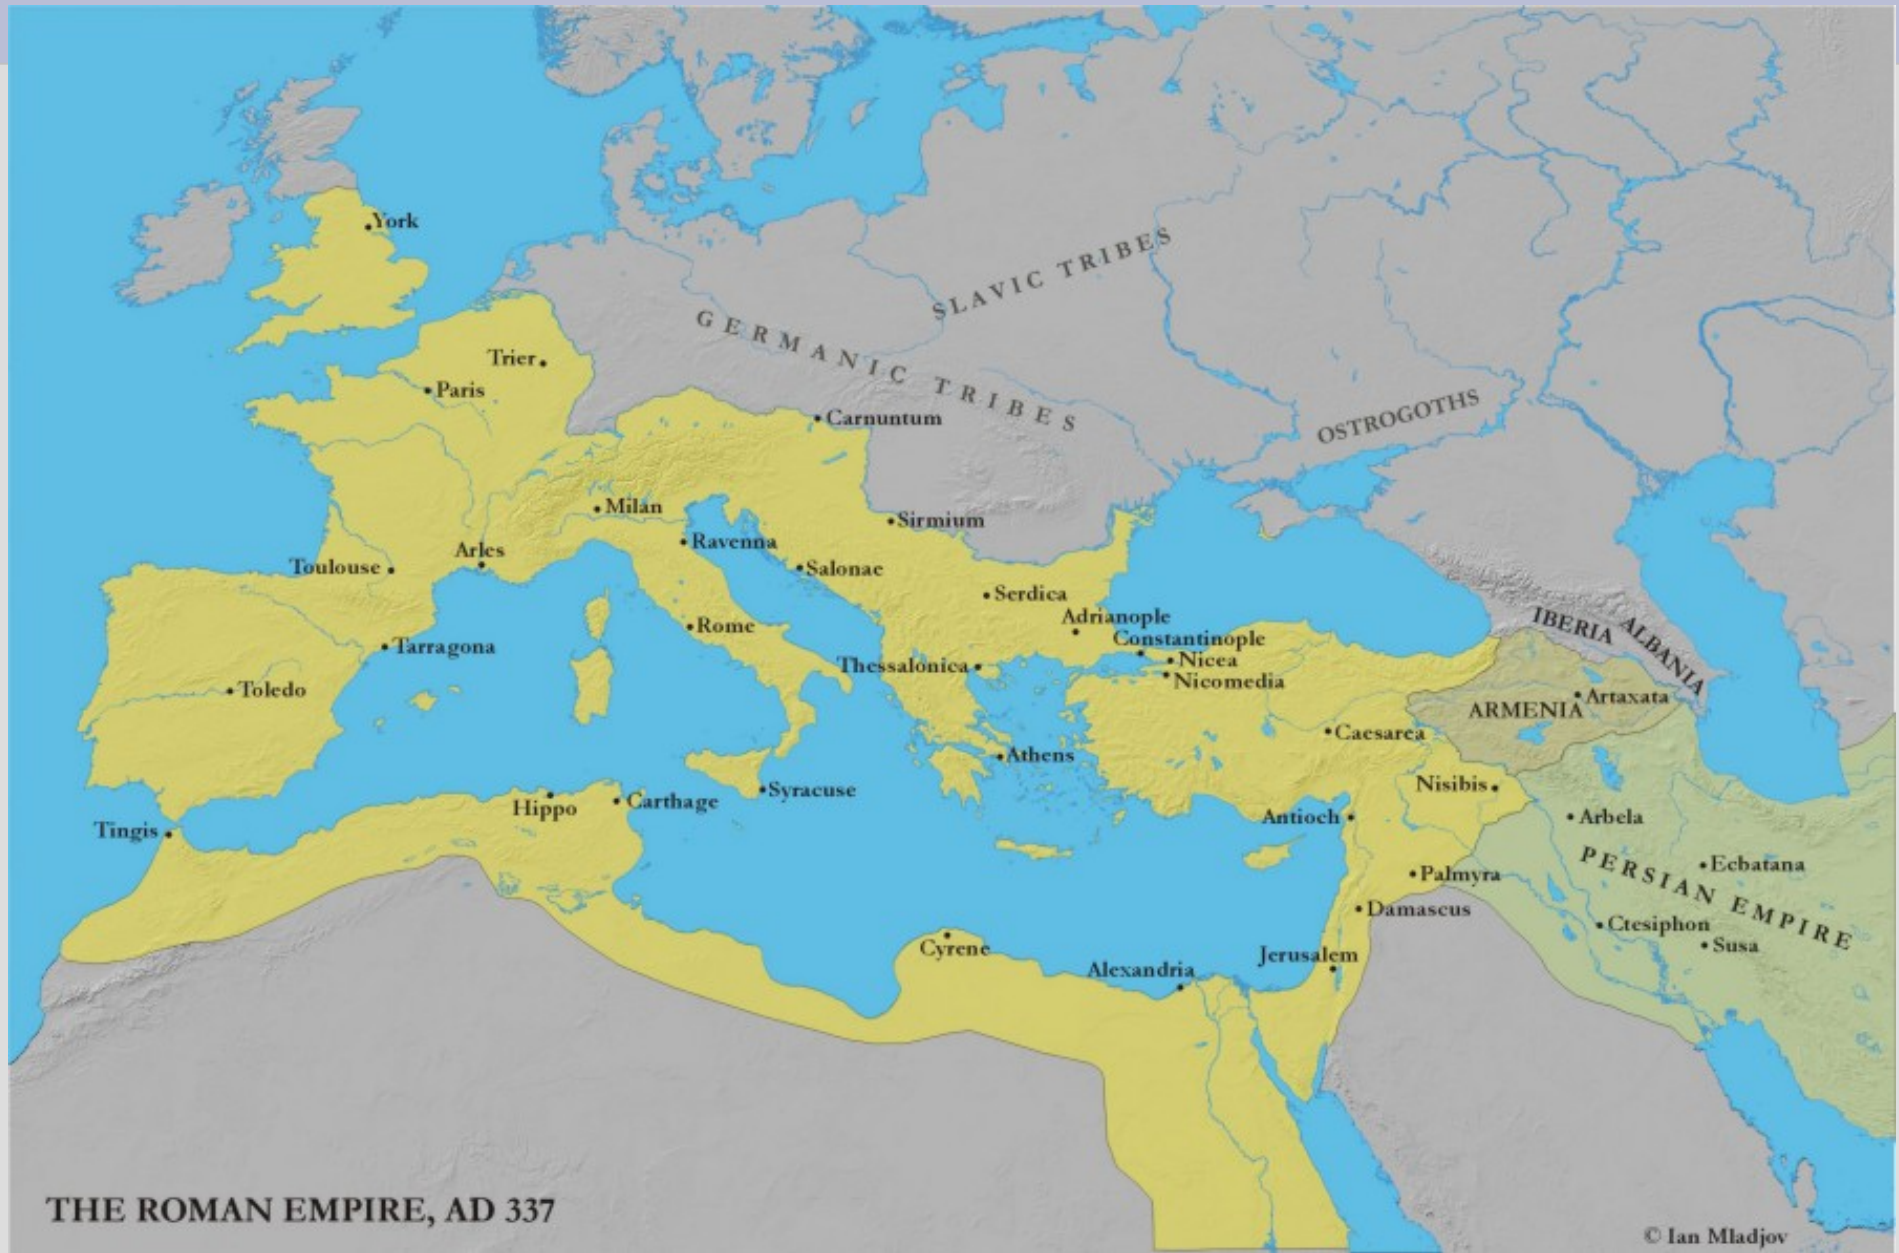 York
SLAVIC TRIBES
GERMANIC TRIBES
Trier
Paris
OSTROGOTHS
Carnuntum
Milan
Sirmium
Ravenna
Arles
Toulouse
Salonae
Serdica
Adrianople
IBERIA
ALBANIA
Rome
Constantinople
Tarragona
Thessalonica
Nicea
Nicomedia
Toledo
Artaxata
ARMENIA
Caesarea
Athens
Nisibis
Syracuse
Hippo
Carthage
Antioch
Arbela
Tingis
PERSIAN EMPIRE
Ecbatana
Palmyra
Damascus
Ctesiphon
Susa
Cyrene
Jerusalem
Alexandria
THE ROMAN EMPIRE, AD 337
© Ian Mladjov